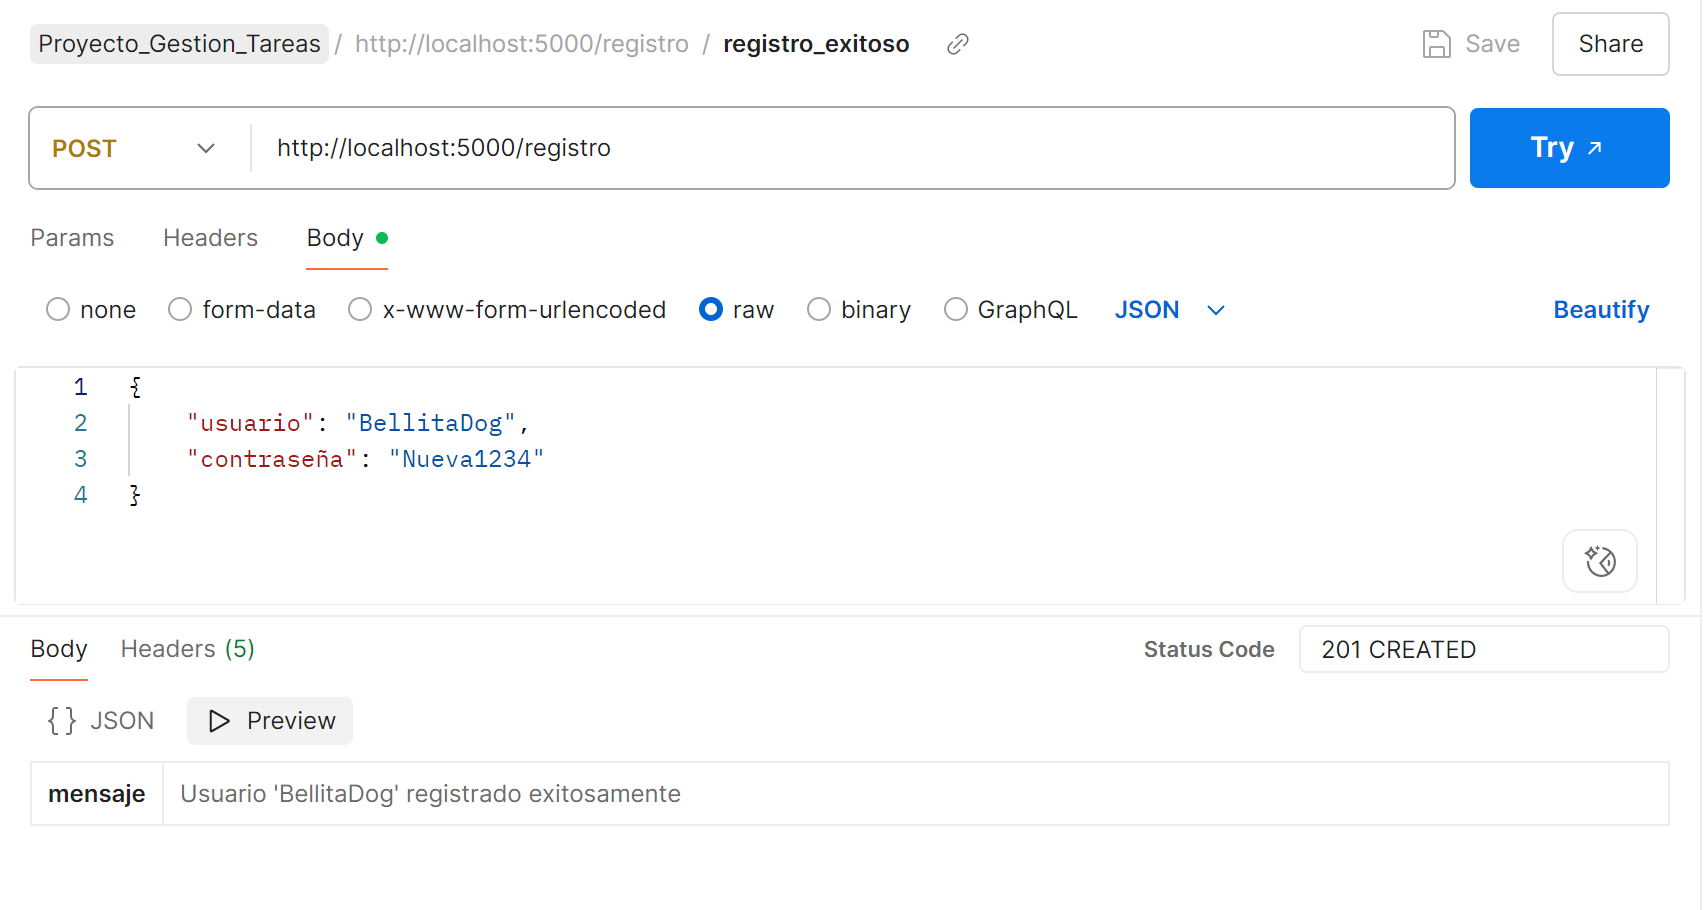 Proyecto_Gestion_Tareas / http://localhost:5000/registro / registro_exitoso Save Share
POST http://localhost:5000/registro Try
Params Headers Body
none form-data x-www-form-urlencoded raw binary GraphQL JSON Beautify
1 {
2 "usuario": "BellitaDog",
3 "contraseña": "Nueva1234"
4 }
Body Headers (5) Status Code 201 CREATED
{ } JSON Preview
mensaje Usuario 'BellitaDog' registrado exitosamente